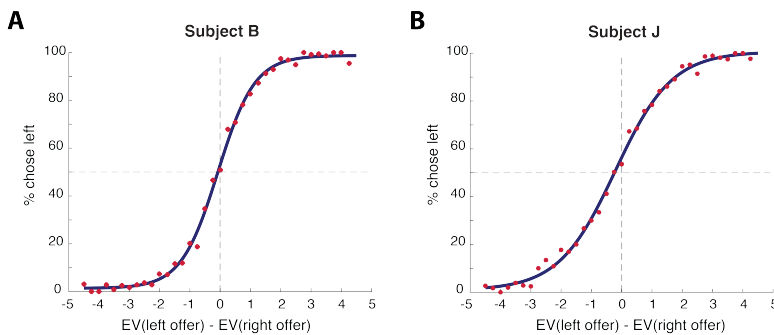 A
Subject B
100
80
60
40
20
0
% chose left
-5 -4 -3 -2 -1 0 1 2 3 4 5
EV(left offer) - EV(right offer)
B
Subject J
100
80
60
40
20
0
% chose left
-5 -4 -3 -2 -1 0 1 2 3 4 5
EV(left offer) - EV(right offer)